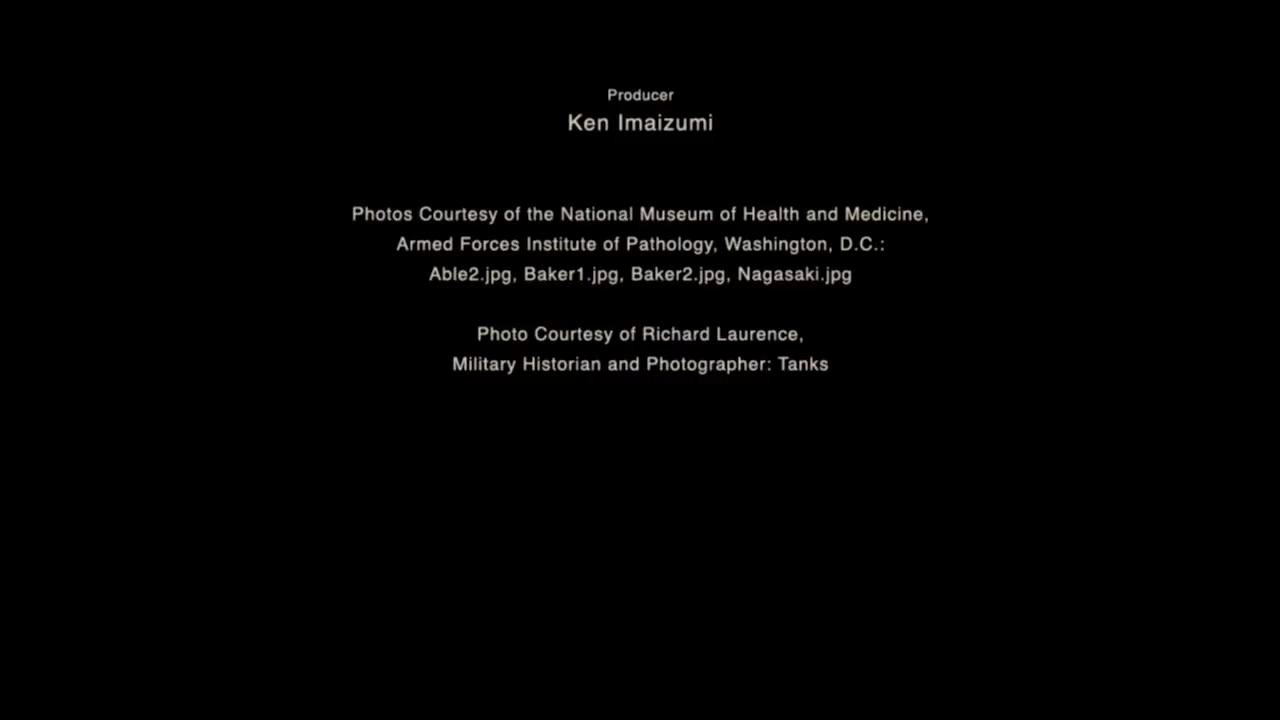 Producer
Ken Imaizumi
Photos Courtesy of the National Museum of Health and Medicine,
Armed Forces Institute of Pathology, Washington, D.C.:
Able2.jpg, Baker1.jpg, Baker2.jpg, Nagasaki.jpg
Photo Courtesy of Richard Laurence,
Military Historian and Photographer: Tanks